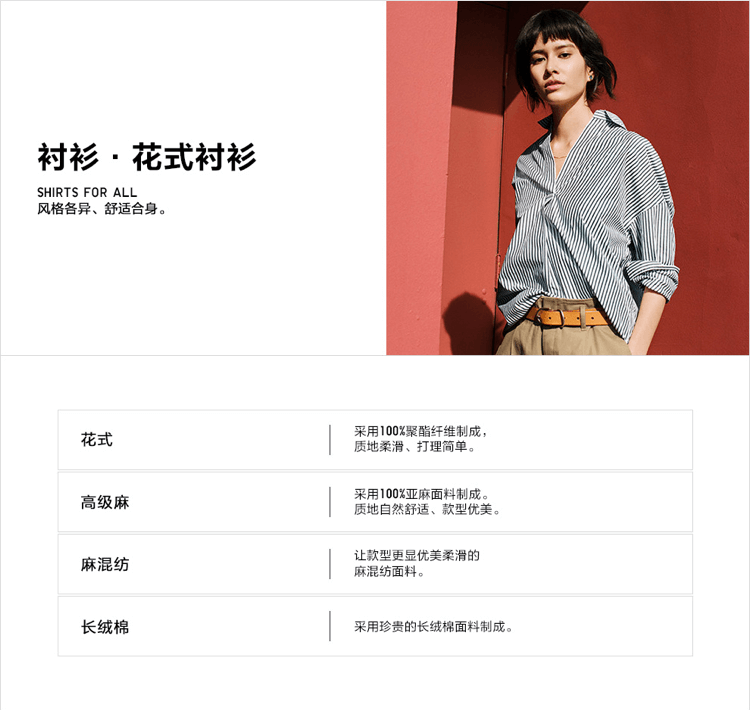 衬衫·花式衬衫
SHIRTS FOR ALL
风格各异、舒适合身。
花式
采用100%聚酯纤维制成，
质地柔滑、打理简单。
高级麻
采用100%亚麻面料制成。
质地自然舒适、款型优美。
麻混纺
让款型更显优美柔滑的
麻混纺面料。
长绒棉
采用珍贵的长绒棉面料制成。